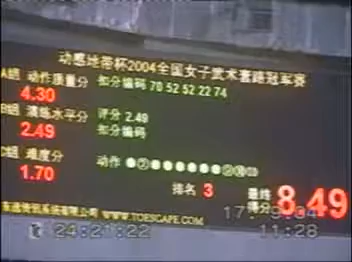 动感地带杯2004全国女子武术套路冠军赛
A组 动作质量分 扣分编码 70 52 52 22 74
4.30
B组 演练水平分 评分 2.49
2.49 扣分编码
C组 难度分 动作
1.70
排名 3 最终得分 8.49
WWW.TOESCAPE.COM
24:21:22 11:28